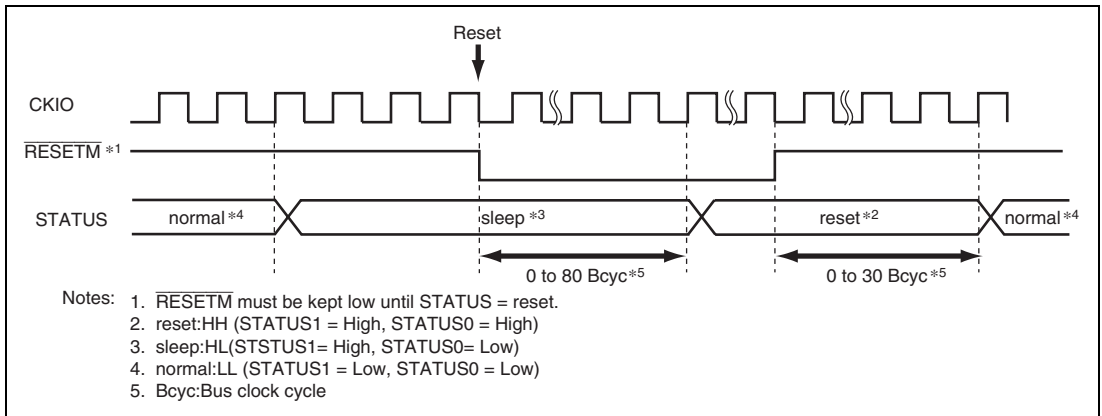 Reset
CKIO
RESETM *1
STATUS
normal *4
sleep *3
reset *2
normal *4
0 to 80 Bcyc *5
0 to 30 Bcyc *5
Notes: 1. RESETM must be kept low until STATUS = reset.
2. reset:HH (STATUS1 = High, STATUS0 = High)
3. sleep:HL(STSTUS1= High, STATUS0= Low)
4. normal:LL (STATUS1 = Low, STATUS0 = Low)
5. Bcyc:Bus clock cycle